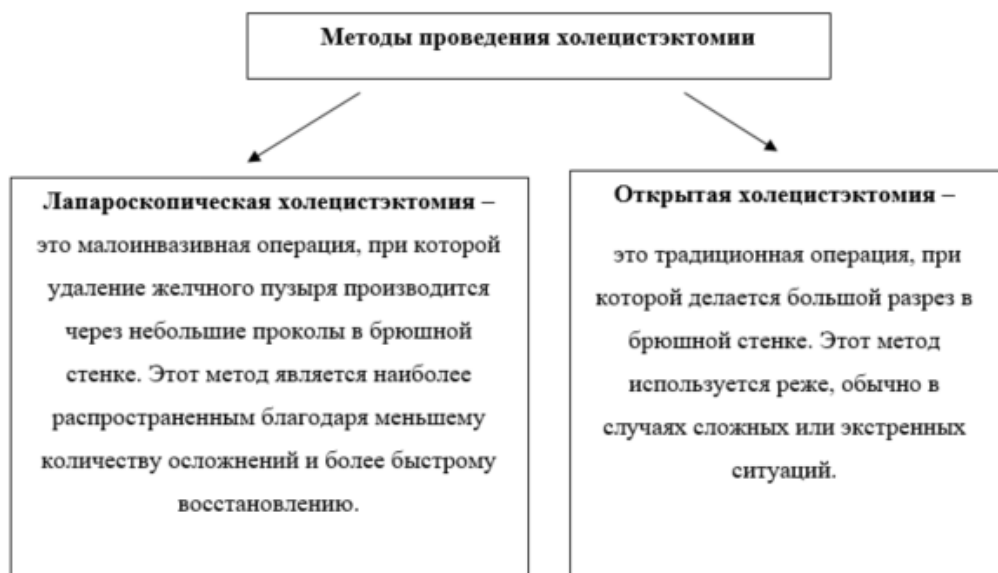 Методы проведения холецистэктомии
Лапароскопическая холецистэктомия –
это малоинвазивная операция, при которой
удаление желчного пузыря производится
через небольшие проколы в брюшной
стенке. Этот метод является наиболее
распространенным благодаря меньшему
количеству осложнений и более быстрому
восстановлению.
Открытая холецистэктомия –
это традиционная операция, при
которой делается большой разрез в
брюшной стенке. Этот метод
используется реже, обычно в
случаях сложных или экстренных
ситуаций.